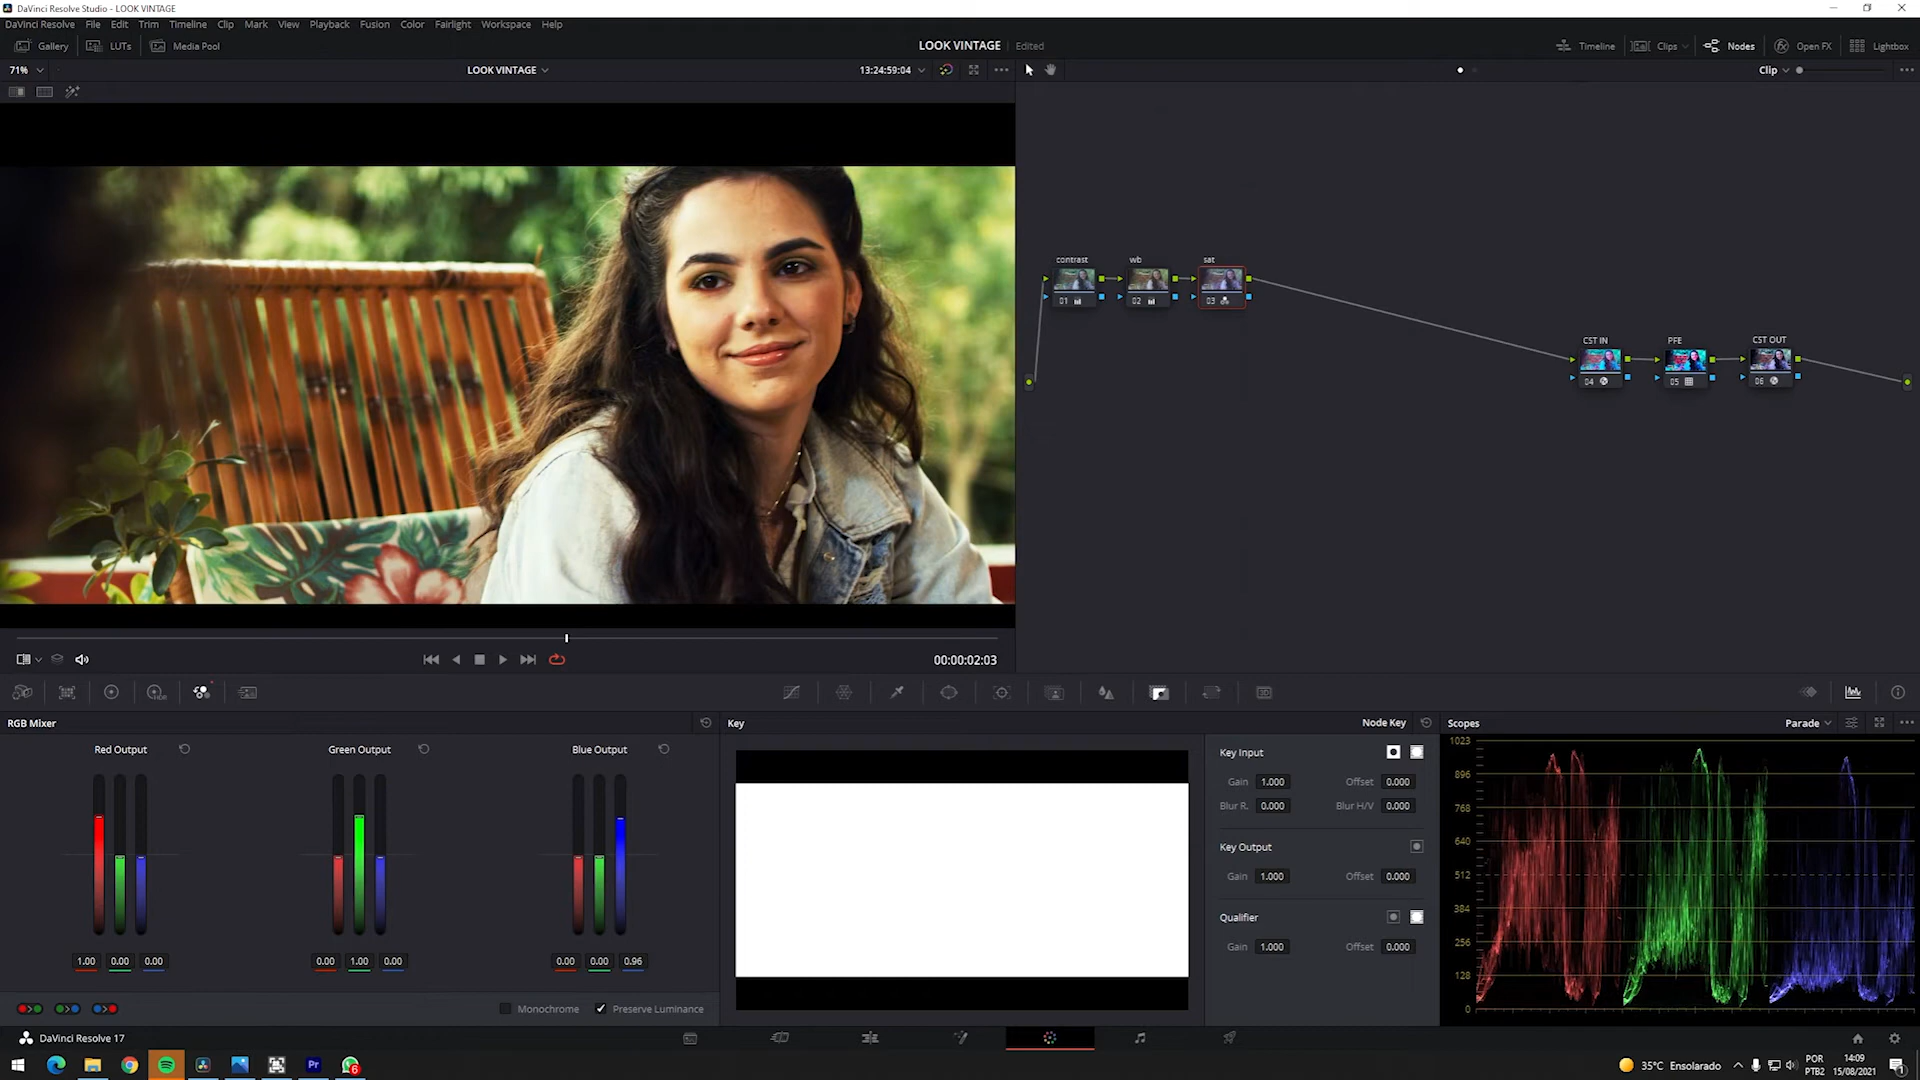 DaVinci Resolve Studio - LOOK VINTAGE
DaVinci Resolve File Edit Trim Timeline Clip Mark View Playback Fusion Color Fairlight Workspace Help
Gallery LUTs Media Pool LOOK VINTAGE Edited Timeline Clips Nodes Open FX Lightbox
71% LOOK VINTAGE 13:24:59:04 Clip
contrast wb sat
01 02 03
CST IN PFE CST OUT
04 05 06
00:00:02:03
HDR
3D
RGB Mixer Key Node Key Scopes Parade
Red Output Green Output Blue Output
1.00 0.00 0.00 0.00 1.00 0.00 0.00 0.00 0.96
Monochrome Preserve Luminance
Key Input
Gain 1.000 Offset 0.000
Blur R. 0.000 Blur H/V 0.000
Key Output
Gain 1.000 Offset 0.000
Qualifier
Gain 1.000 Offset 0.000
1023
896
768
640
512
384
256
128
0
DaVinci Resolve 17
Pr
6
35°C Ensolarado
POR
PTB2
14:09
15/08/2021
1